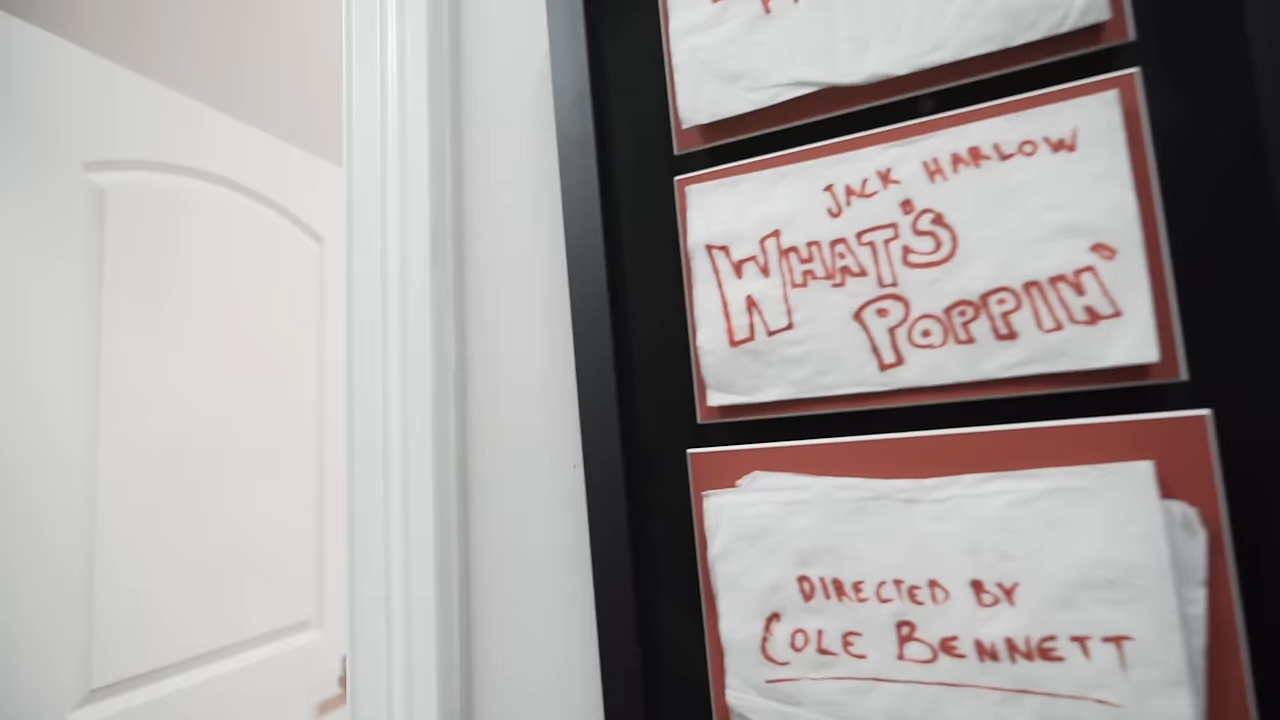 JACK HARLOW
WHAT'S
POPPIN'
DIRECTED BY
COLE BENNETT